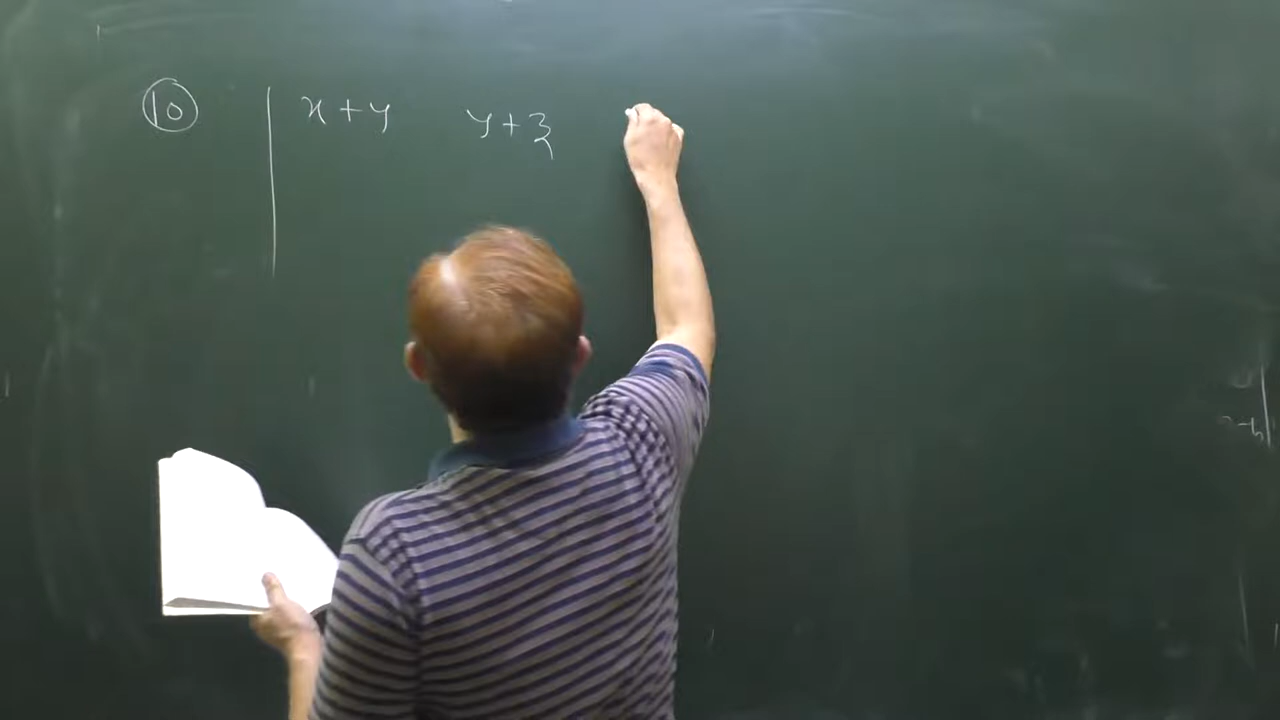 ⑩ | x + y y + z